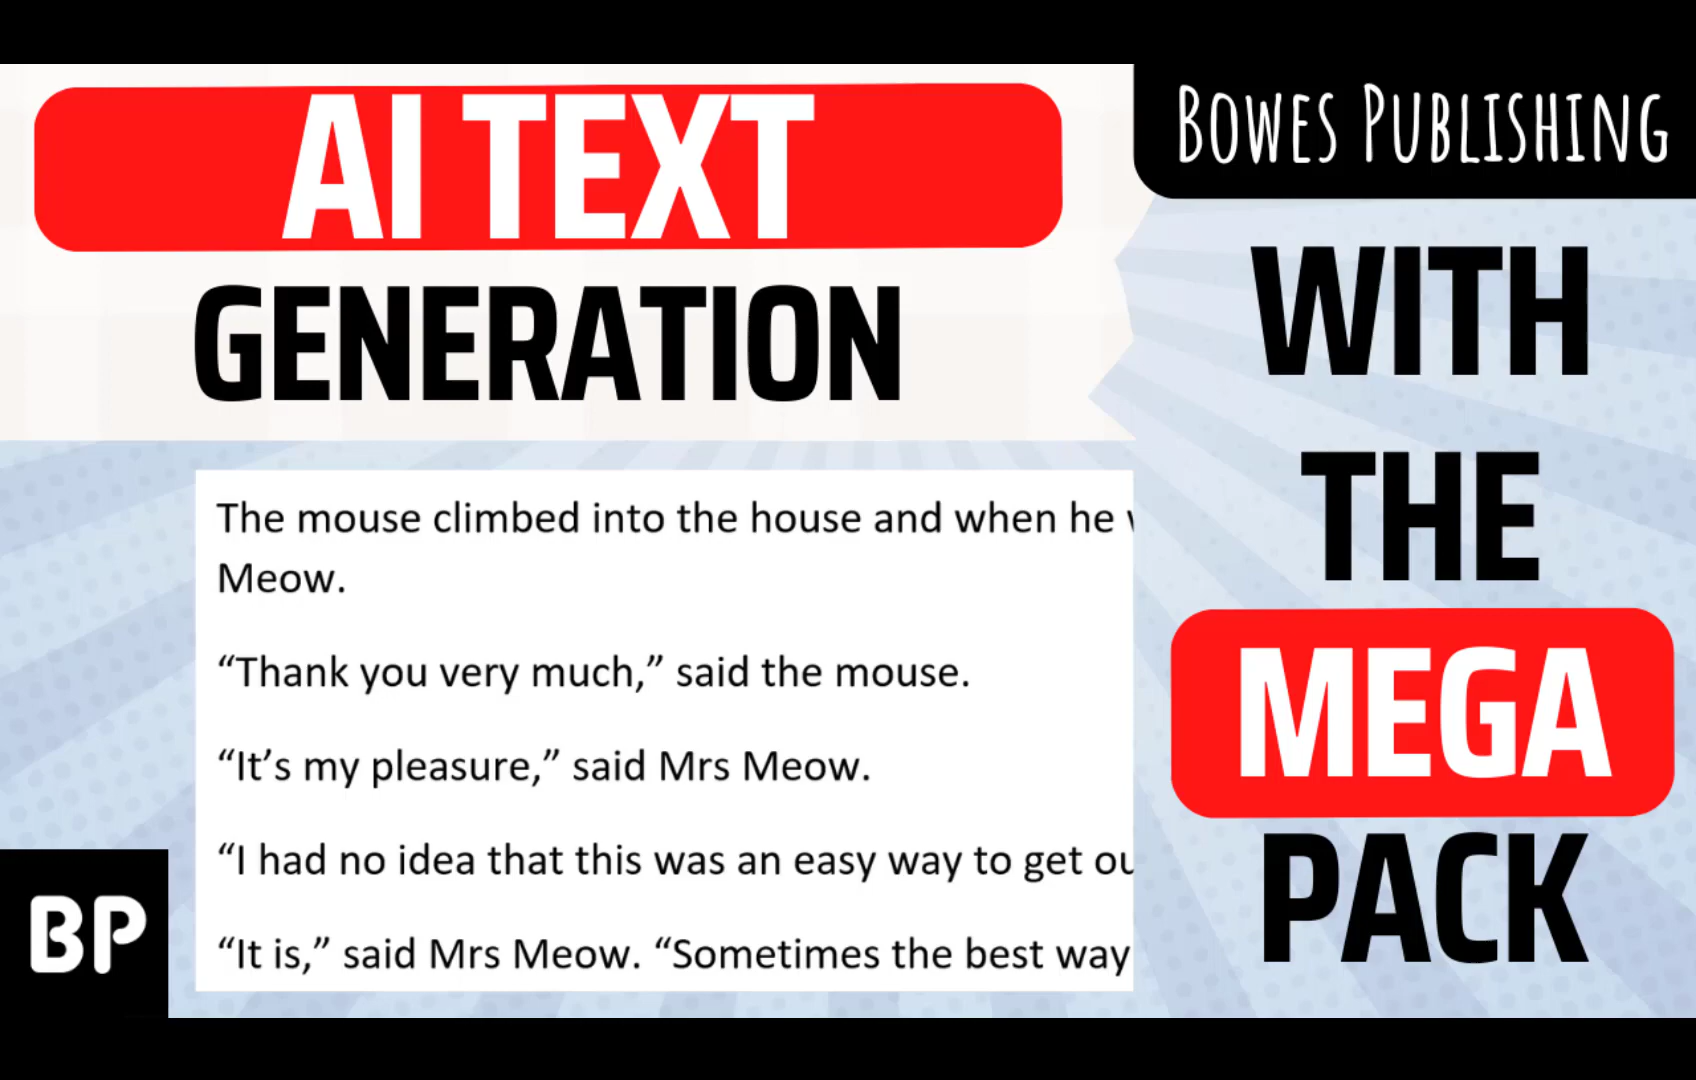 AI TEXT
GENERATION
BOWES PUBLISHING
WITH
THE
MEGA
PACK
The mouse climbed into the house and when he
Meow.
“Thank you very much,” said the mouse.
“It’s my pleasure,” said Mrs Meow.
“I had no idea that this was an easy way to get
“It is,” said Mrs Meow. “Sometimes the best way
BP